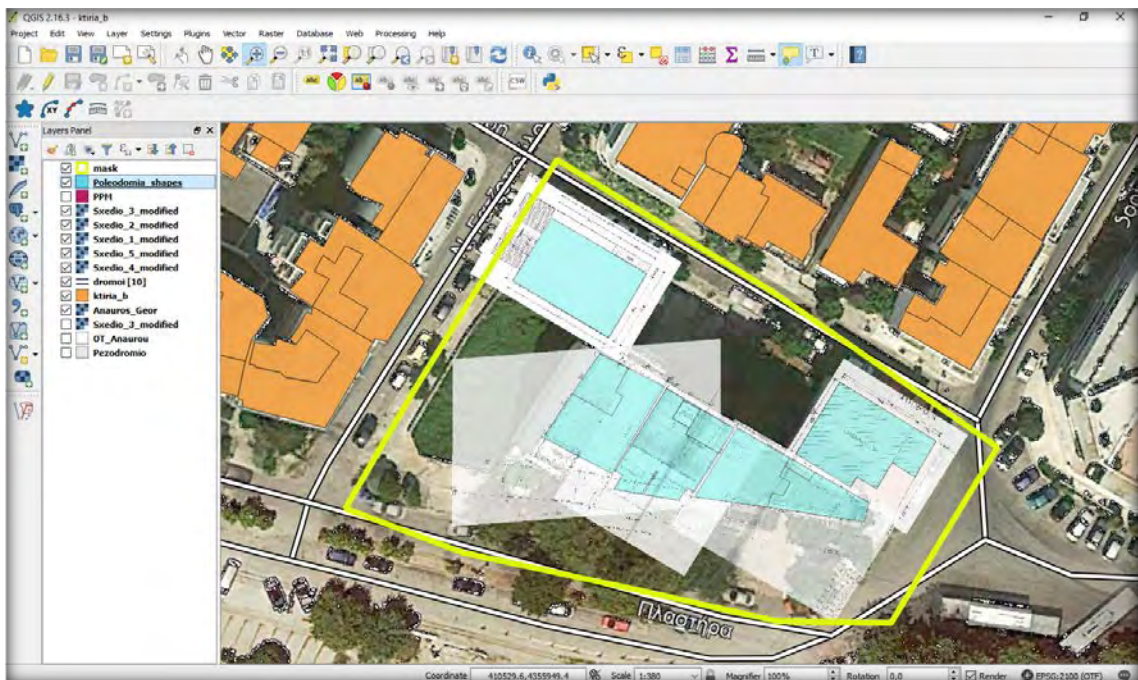 QGIS 2.16.3 - ktiria_b
Project Edit View Layer Settings Plugins Vector Raster Database Web Processing Help
CSW
Layers Panel
mask
Poleodomia_shapes
PPM
Sxedio_3_modified
Sxedio_2_modified
Sxedio_1_modified
Sxedio_5_modified
Sxedio_4_modified
dromoi [10]
ktiria_b
Anauros_Geor
Sxedio_3_modified
OT_Anaurou
Pezodromio
Πλαστήρα
Coordinate 410529.6,4355949.4 Scale 1:380 Magnifier 100% Rotation 0,0 Render EPSG:2100 (OTF)